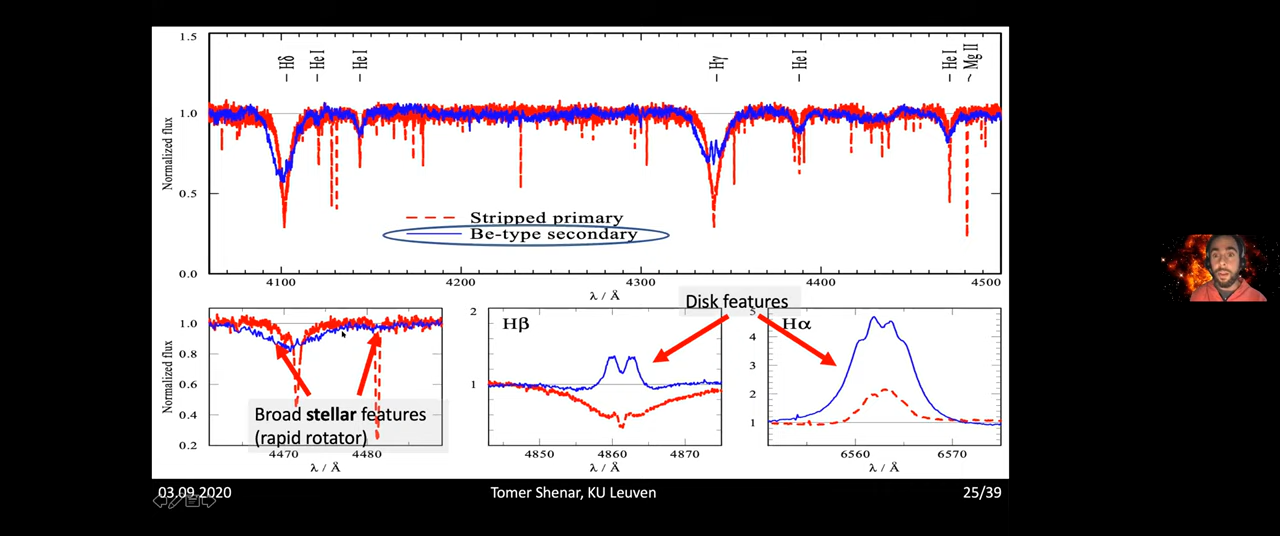 1.5
Hδ
He I
He I
Hγ
He I
He I
Mg II
1.0
Normalized flux
0.5
Stripped primary
Be-type secondary
0.0
4100
4200
4300
4400
4500
λ / Å
Disk features
1.0
0.8
0.6
0.4
0.2
Normalized flux
Broad stellar features
(rapid rotator)
4470
4480
λ / Å
2
Hβ
1
4850
4860
4870
λ / Å
5
Hα
4
3
2
1
6560
6570
λ / Å
03.09.2020
Tomer Shenar, KU Leuven
25/39